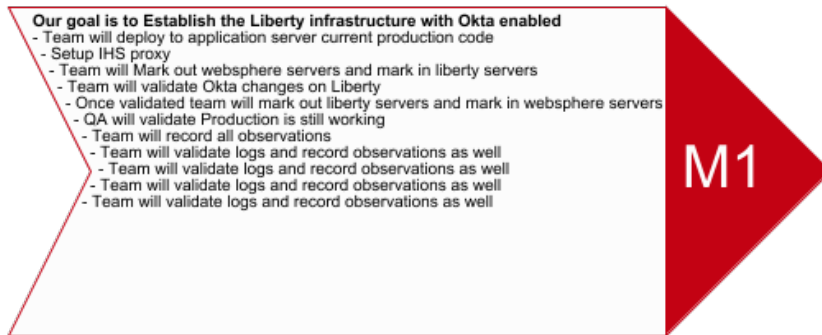 Our goal is to Establish the Liberty infrastructure with Okta enabled
- Team will deploy to application server current production code
- Setup IHS proxy
- Team will Mark out websphere servers and mark in liberty servers
- Team will validate Okta changes on Liberty
- Once validated team will mark out liberty servers and mark in websphere servers
- QA will validate Production is still working
- Team will record all observations
- Team will validate logs and record observations as well
- Team will validate logs and record observations as well
- Team will validate logs and record observations as well
- Team will validate logs and record observations as well
M1